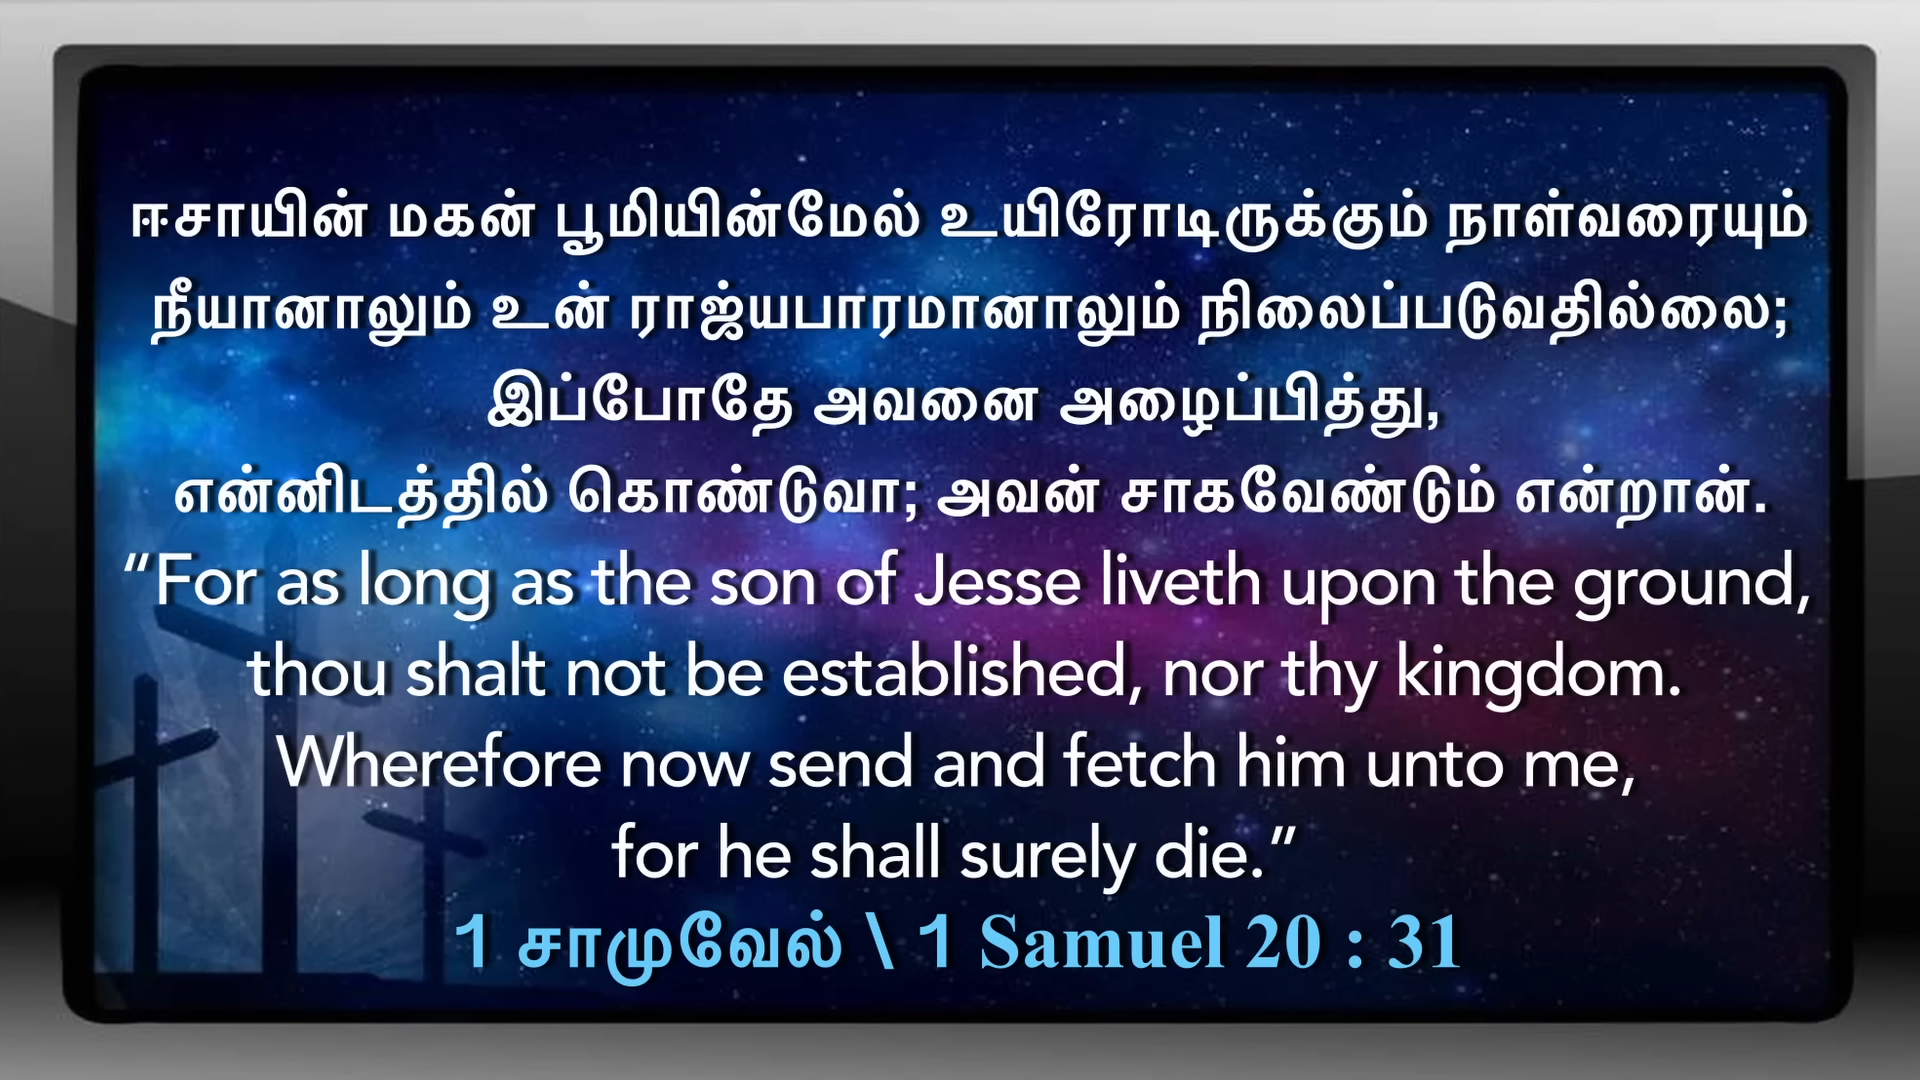 ஈசாயின் மகன் பூமியின்மேல் உயிரோடிருக்கும் நாள்வரையும்
நீயானாலும் உன் ராஜ்யபாரமானாலும் நிலைப்படுவதில்லை;
இப்போதே அவனை அழைப்பித்து,
என்னிடத்தில் கொண்டுவா; அவன் சாகவேண்டும் என்றான்.
“For as long as the son of Jesse liveth upon the ground,
thou shalt not be established, nor thy kingdom.
Wherefore now send and fetch him unto me,
for he shall surely die.”
1 சாமுவேல் \ 1 Samuel 20 : 31